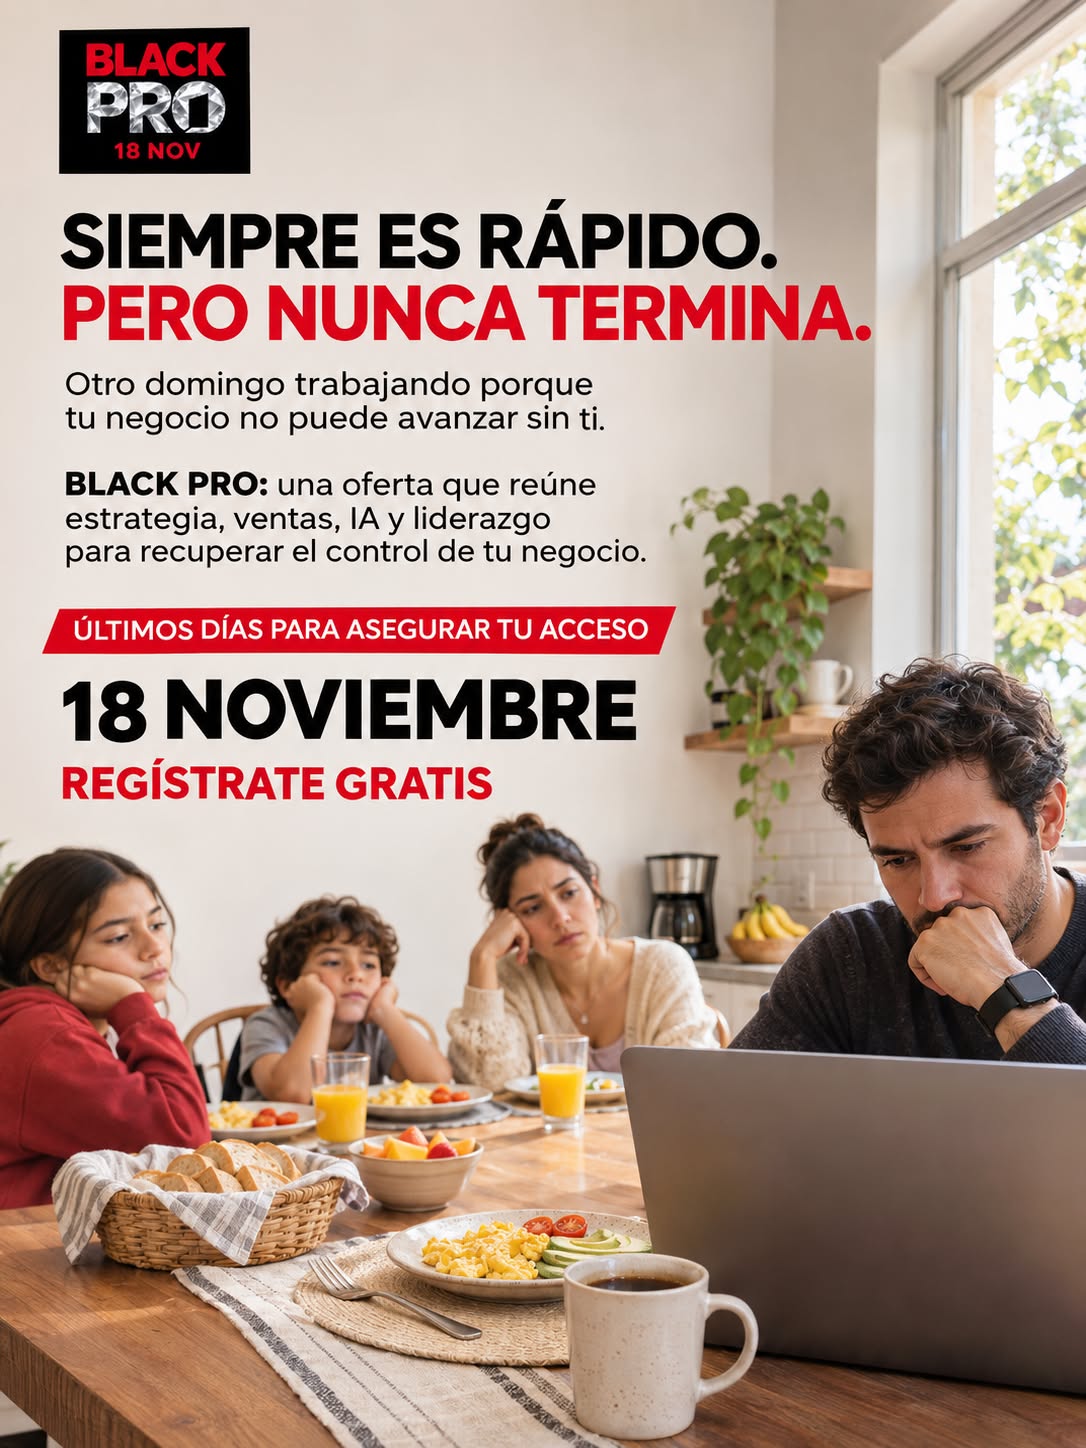 BLACK
PRO
18 NOV
SIEMPRE ES RÁPIDO.
PERO NUNCA TERMINA.
Otro domingo trabajando porque
tu negocio no puede avanzar sin ti.
BLACK PRO: una oferta que reúne
estrategia, ventas, IA y liderazgo
para recuperar el control de tu negocio.
ÚLTIMOS DÍAS PARA ASEGURAR TU ACCESO
18 NOVIEMBRE
REGÍSTRATE GRATIS